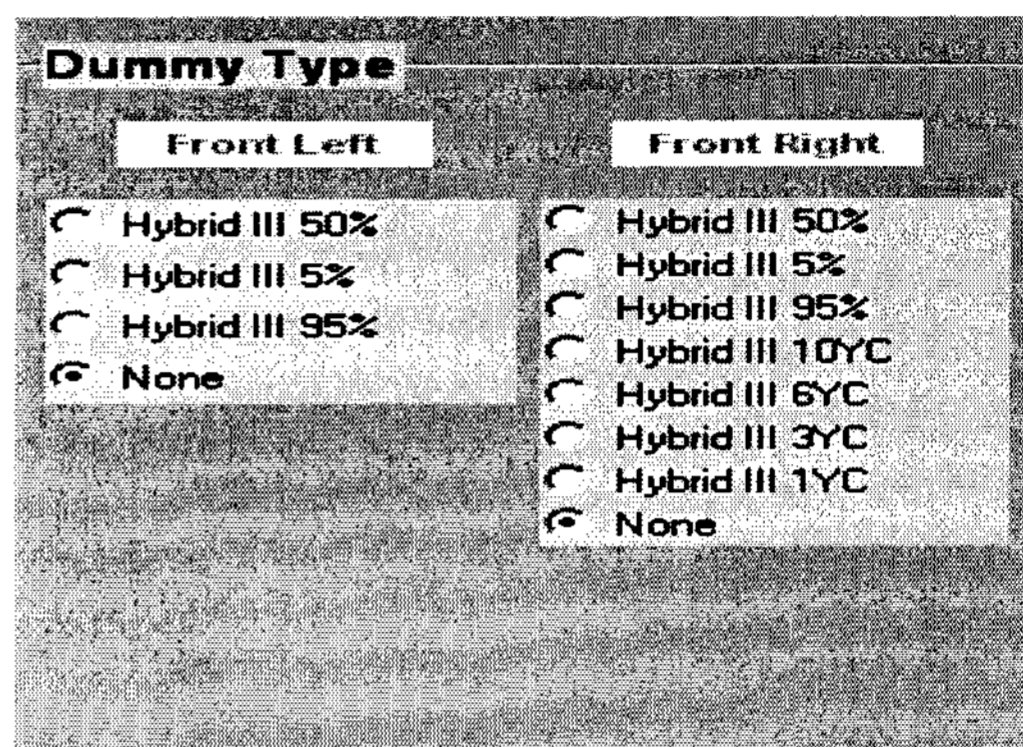 Dummy Type
Front Left
Hybrid III 50%
Hybrid III 5%
Hybrid III 95%
None
Front Right
Hybrid III 50%
Hybrid III 5%
Hybrid III 95%
Hybrid III 10YC
Hybrid III 6YC
Hybrid III 3YC
Hybrid III 1YC
None